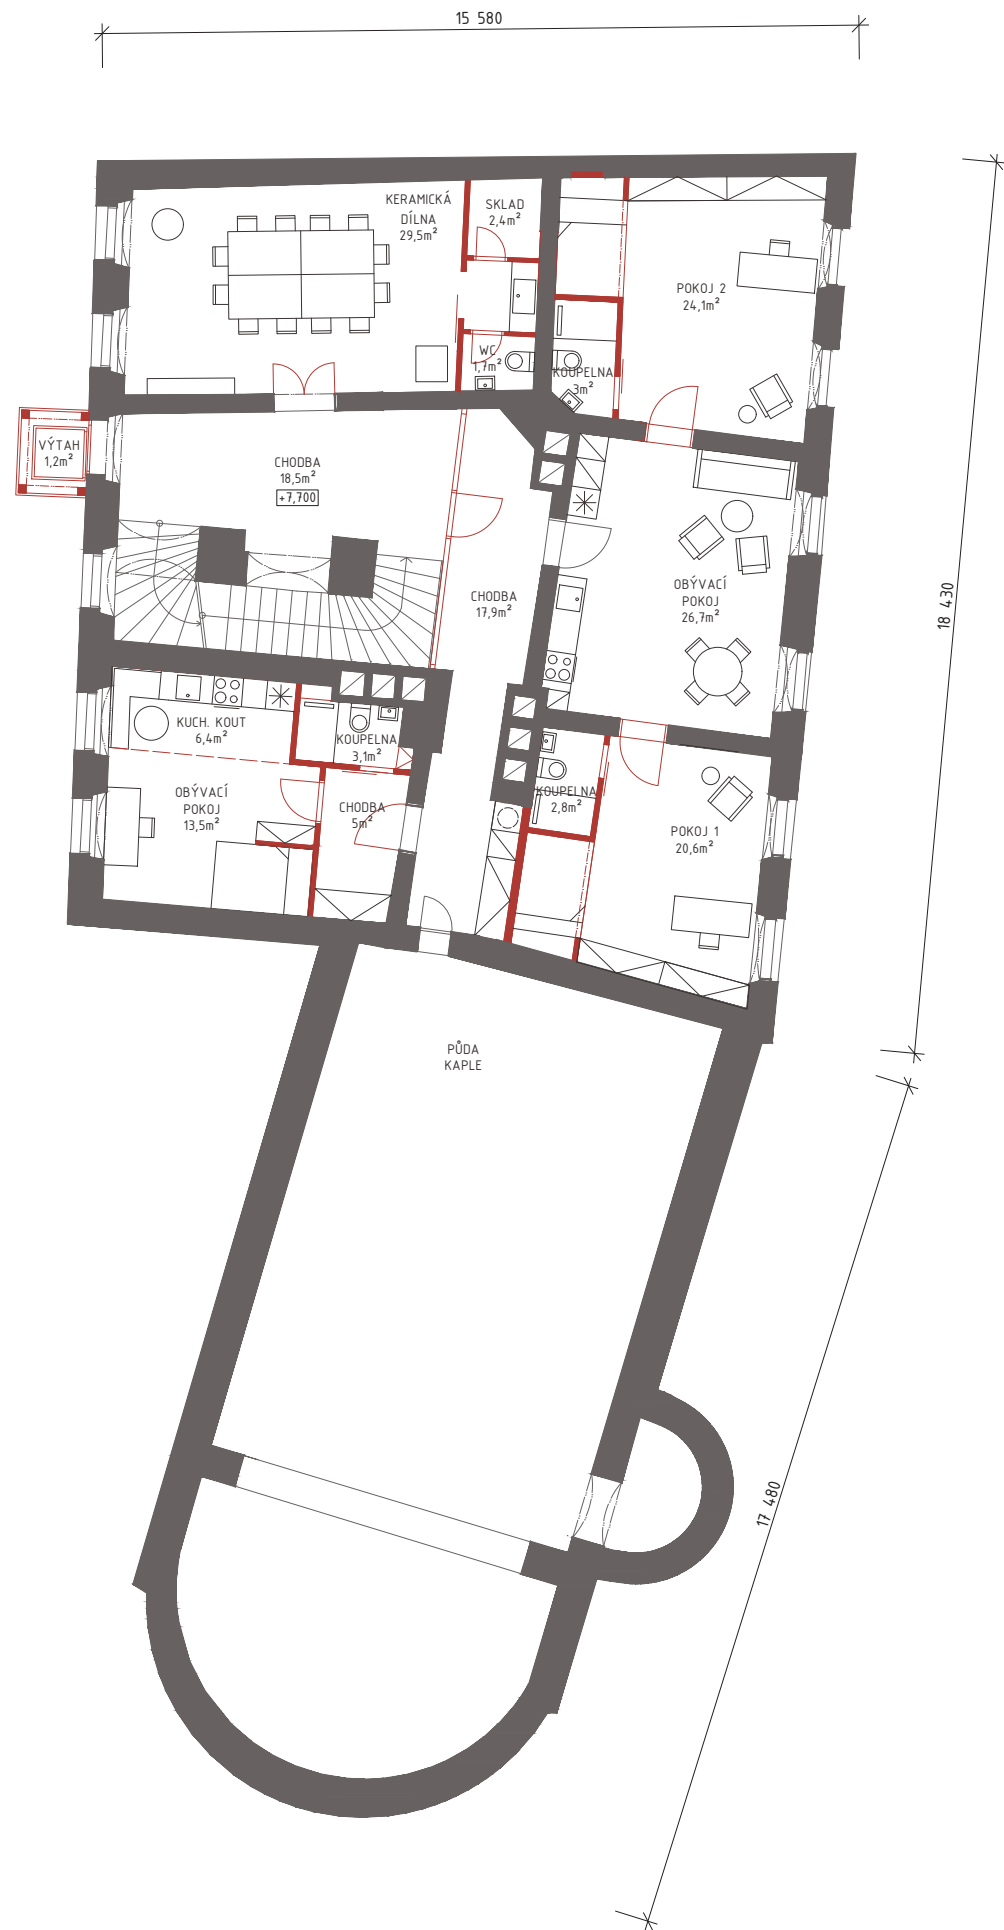 15 580
KERAMICKÁ
DÍLNA
29,5m²
SKLAD
2,4m²
POKOJ 2
24,1m²
WC
1,7m²
KOUPELNA
3m²
VÝTAH
1,2m²
CHODBA
18,5m²
+7,700
CHODBA
17,9m²
OBÝVACÍ
POKOJ
26,7m²
18 430
KUCH. KOUT
6,4m²
KOUPELNA
3,1m²
OBÝVACÍ
POKOJ
13,5m²
CHODBA
5m²
KOUPELNA
2,8m²
POKOJ 1
20,6m²
PŮDA
KAPLE
17 480